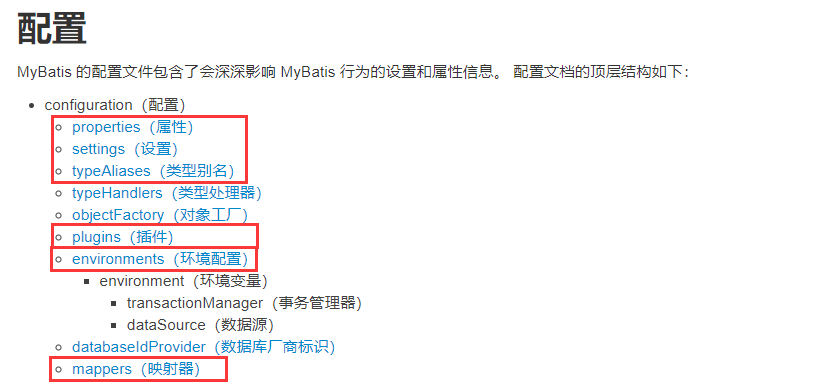 配置
MyBatis 的配置文件包含了会深深影响 MyBatis 行为的设置和属性信息。 配置文档的顶层结构如下：
configuration（配置）
properties（属性）
settings（设置）
typeAliases（类型别名）
typeHandlers（类型处理器）
objectFactory（对象工厂）
plugins（插件）
environments（环境配置）
environment（环境变量）
transactionManager（事务管理器）
dataSource（数据源）
databaseIdProvider（数据库厂商标识）
mappers（映射器）